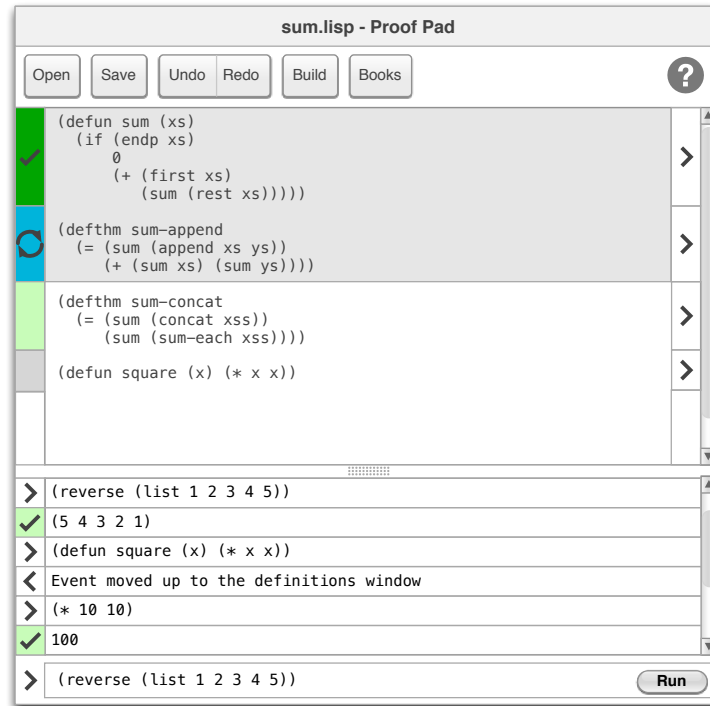 sum.lisp - Proof Pad
Open Save Undo Redo Build Books ?
(defun sum (xs)
(if (endp xs)
0
(+ (first xs)
(sum (rest xs)))))
(defthm sum-append
(= (sum (append xs ys))
(+ (sum xs) (sum ys))))
(defthm sum-concat
(= (sum (concat xss))
(sum (sum-each xss))))
(defun square (x) (* x x))
(reverse (list 1 2 3 4 5))
(5 4 3 2 1)
(defun square (x) (* x x))
Event moved up to the definitions window
(* 10 10)
100
(reverse (list 1 2 3 4 5)) Run